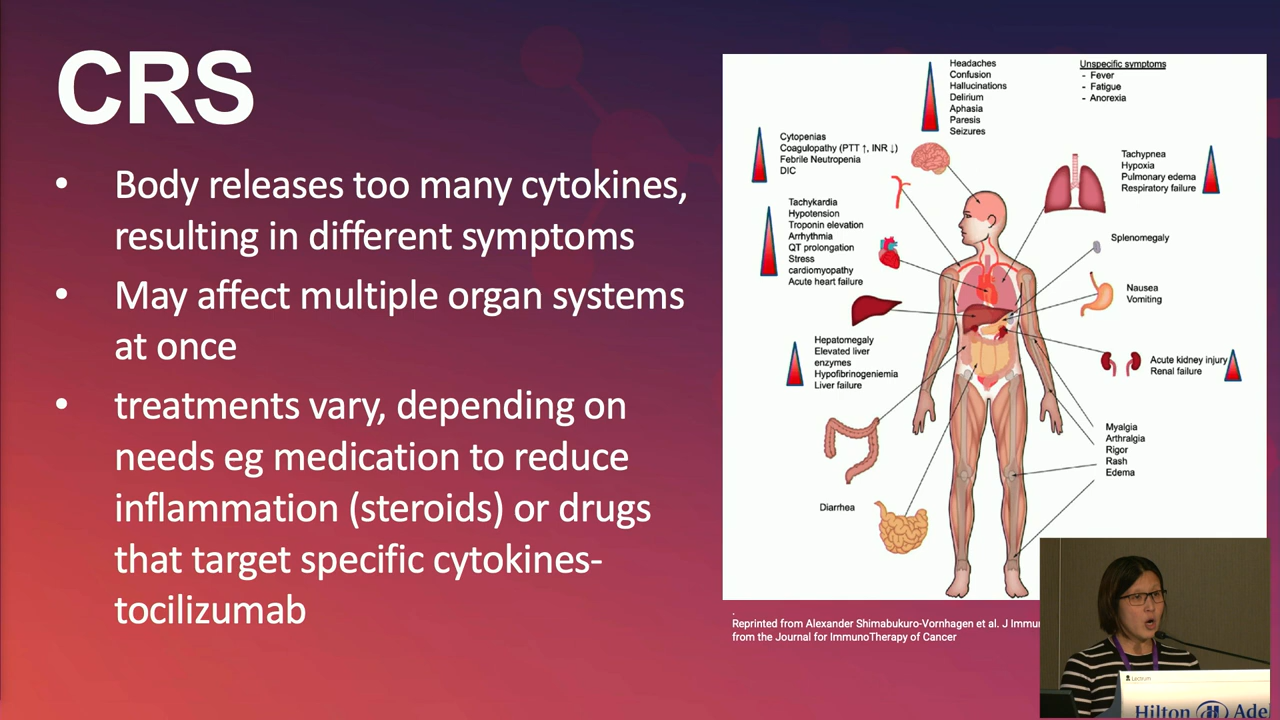 CRS
• Body releases too many cytokines,
resulting in different symptoms
• May affect multiple organ systems
at once
• treatments vary, depending on
needs eg medication to reduce
inflammation (steroids) or drugs
that target specific cytokines-
tocilizumab
Headaches
Confusion
Hallucinations
Delirium
Aphasia
Paresis
Seizures
Unspecific symptoms
- Fever
- Fatigue
- Anorexia
Cytopenias
Coagulopathy (PTT ↑, INR ↓)
Febrile Neutropenia
DIC
Tachypnea
Hypoxia
Pulmonary edema
Respiratory failure
Tachykardia
Hypotension
Troponin elevation
Arrhythmia
QT prolongation
Stress
cardiomyopathy
Acute heart failure
Splenomegaly
Nausea
Vomiting
Hepatomegaly
Elevated liver
enzymes
Hypofibrinogeniemia
Liver failure
Acute kidney injury
Renal failure
Myalgia
Arthralgia
Rigor
Rash
Edema
Diarrhea
.
Reprinted from Alexander Shimabukuro-Vornhagen et al. J Immun
from the Journal for ImmunoTherapy of Cancer
Lectrum
Hilton Ade